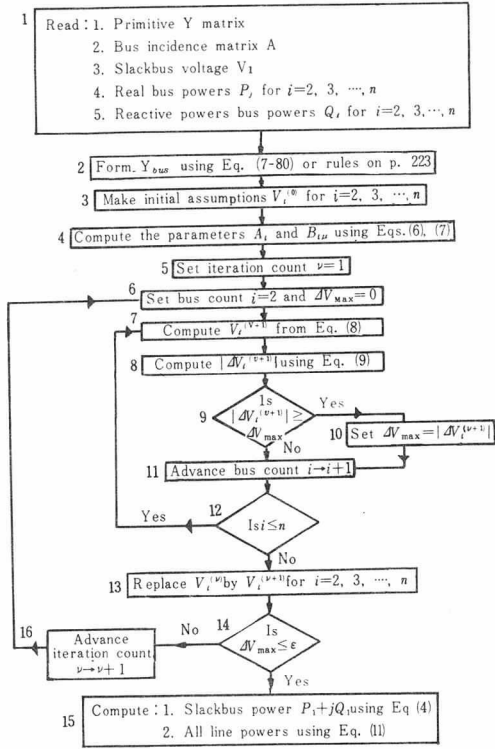 1 Read: 1. Primitive Y matrix
2. Bus incidence matrix A
3. Slackbus voltage V₁
4. Real bus powers Pᵢ for i=2, 3, ···, n
5. Reactive powers bus powers Qᵢ for i=2, 3,···, n
2 Form Y_bus using Eq. (7-80) or rules on p. 223
3 Make initial assumptions Vᵢ⁽⁰⁾ for i=2, 3, ···, n
4 Compute the parameters Aᵢ and Bᵢμ using Eqs.(6), (7)
5 Set iteration count ν=1
6 Set bus count i=2 and ΔV_Max=0
7 Compute Vᵢ⁽ᵛ⁺¹⁾ from Eq. (8)
8 Compute |ΔVᵢ⁽ᵛ⁺¹⁾| using Eq. (9)
9 Is
|ΔVᵢ⁽ᵛ⁺¹⁾| ≥
ΔV_max
Yes
No
10 Set ΔV_max=|ΔVᵢ⁽ᵛ⁺¹⁾|
11 Advance bus count i→i+1
12 Is i≤n
Yes
No
13 Replace Vᵢ⁽ᵛ⁾ by Vᵢ⁽ᵛ⁺¹⁾ for i=2, 3, ···, n
14 Is
ΔV_max≤ε
No
Yes
16 Advance
iteration count
ν→ν+1
15 Compute: 1. Slackbus power P₁+jQ₁ using Eq (4)
2. All line powers using Eq. (11)